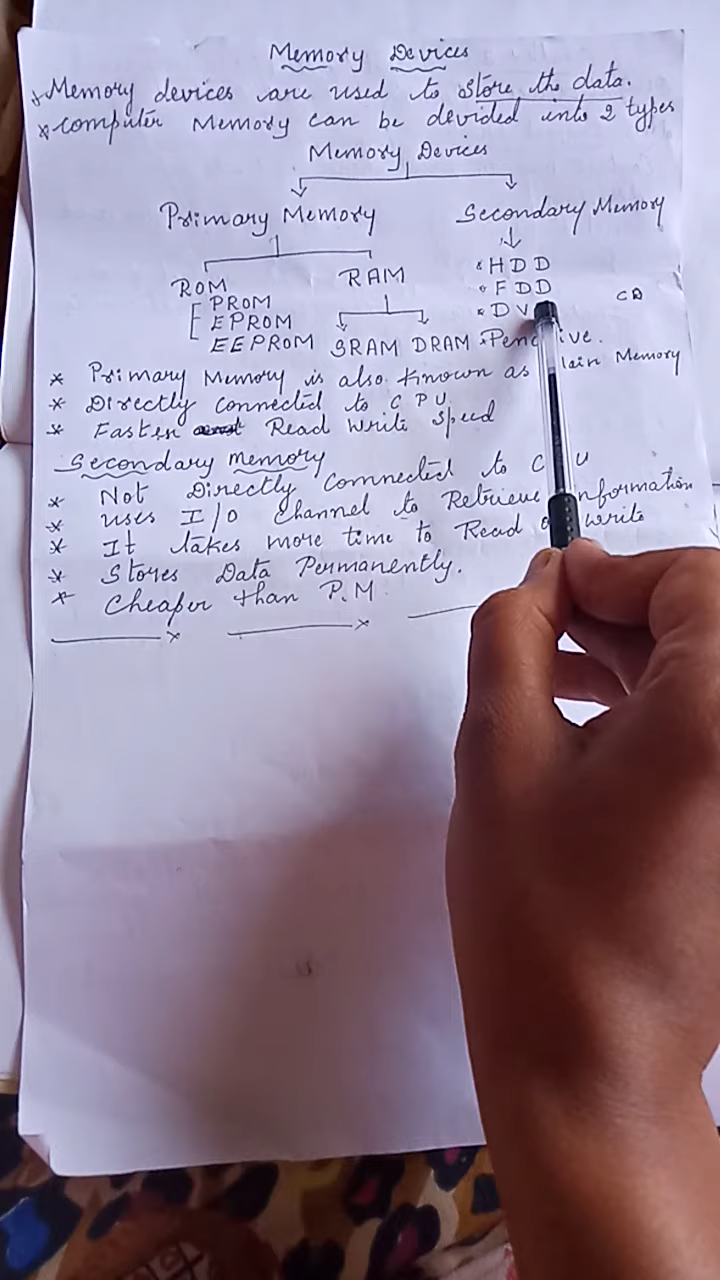 Memory Devices
* Memory devices are used to store the data.
* Computer Memory can be devided into 2 types
Memory Devices
Primary Memory Secondary Memory
ROM RAM * HDD
PROM * FDD
EPROM * DV CD
EEPROM SRAM DRAM *
* Primary Memory is also known as Memory
* Directly Connected to CPU
* Faster Read Write Speed
Secondary memory
* Not Directly Connected to C U
* Uses I/O Channel to Retrieve
* It takes more time to Read write
* Stores Data Permanently.
* Cheaper than P.M